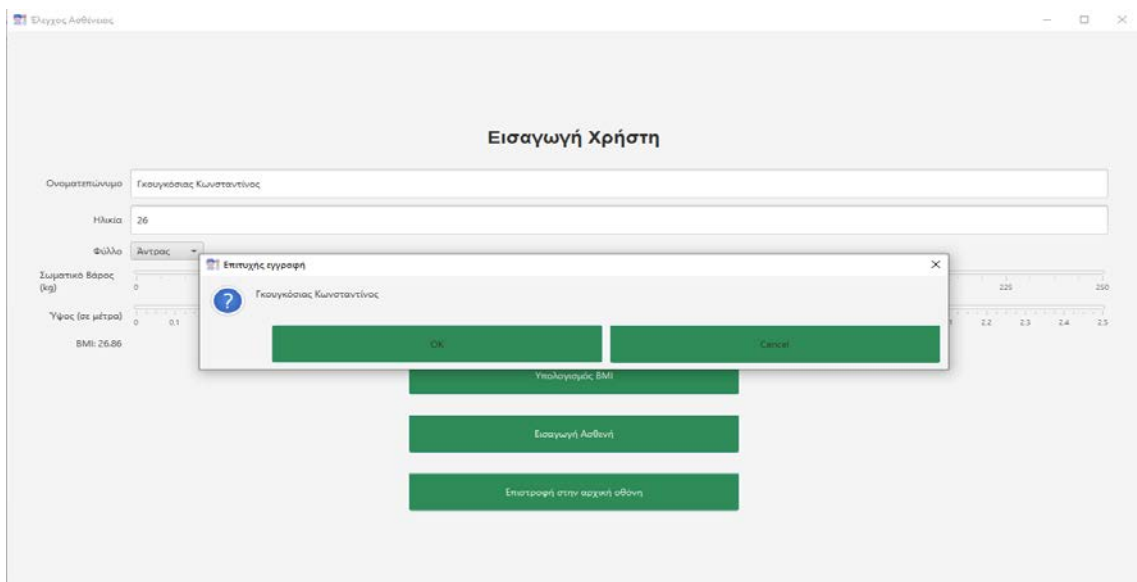 Έλεγχος Ασθένειας
Εισαγωγή Χρήστη
Ονοματεπώνυμο Γκουγκόσιας Κωνσταντίνος
Ηλικία 26
Φύλλο Άντρας
Σωματικό Βάρος
(kg)
0 225 250
Ύψος (σε μέτρα)
0 0.1 2.2 2.3 2.4 2.5
BMI: 26.86
Επιτυχής εγγραφή
Γκουγκόσιας Κωνσταντίνος
OK Cancel
Υπολογισμός BMI
Εισαγωγή Ασθενή
Επιστροφή στην αρχική οθόνη